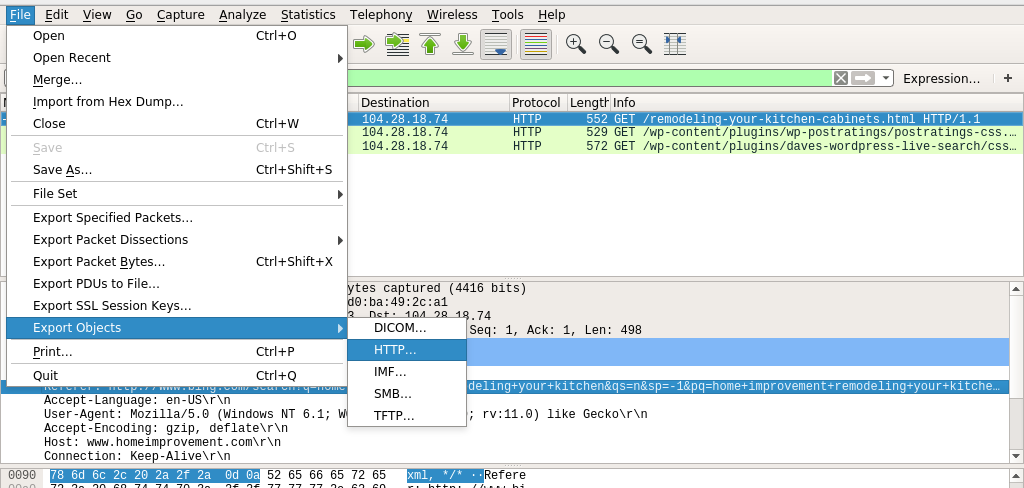 File Edit View Go Capture Analyze Statistics Telephony Wireless Tools Help
Open Ctrl+O
Open Recent
Merge...
Import from Hex Dump...
Close Ctrl+W
Save Ctrl+S
Save As... Ctrl+Shift+S
File Set
Export Specified Packets...
Export Packet Dissections
Export Packet Bytes... Ctrl+Shift+X
Export PDUs to File...
Export SSL Session Keys...
Export Objects
Print... Ctrl+P
Quit Ctrl+Q
DICOM...
HTTP...
IMF...
SMB...
TFTP...
Expression... +
Destination Protocol Length Info
104.28.18.74 HTTP 552 GET /remodeling-your-kitchen-cabinets.html HTTP/1.1
104.28.18.74 HTTP 529 GET /wp-content/plugins/wp-postratings/postratings-css....
104.28.18.74 HTTP 572 GET /wp-content/plugins/daves-wordpress-live-search/css...
ytes captured (4416 bits)
d0:ba:49:2c:a1
3, Dst: 104.28.18.74
Seq: 1, Ack: 1, Len: 498
Referer: http://www.bing.com/search?q=home deling+your+kitchen&qs=n&sp=-1&pq=home+improvement+remodeling+your+kitche...
Accept-Language: en-US\r\n
User-Agent: Mozilla/5.0 (Windows NT 6.1; W ; rv:11.0) like Gecko\r\n
Accept-Encoding: gzip, deflate\r\n
Host: www.homeimprovement.com\r\n
Connection: Keep-Alive\r\n
0090 78 6d 6c 2c 20 2a 2f 2a 0d 0a 52 65 66 65 72 65 xml, */* ··Refere